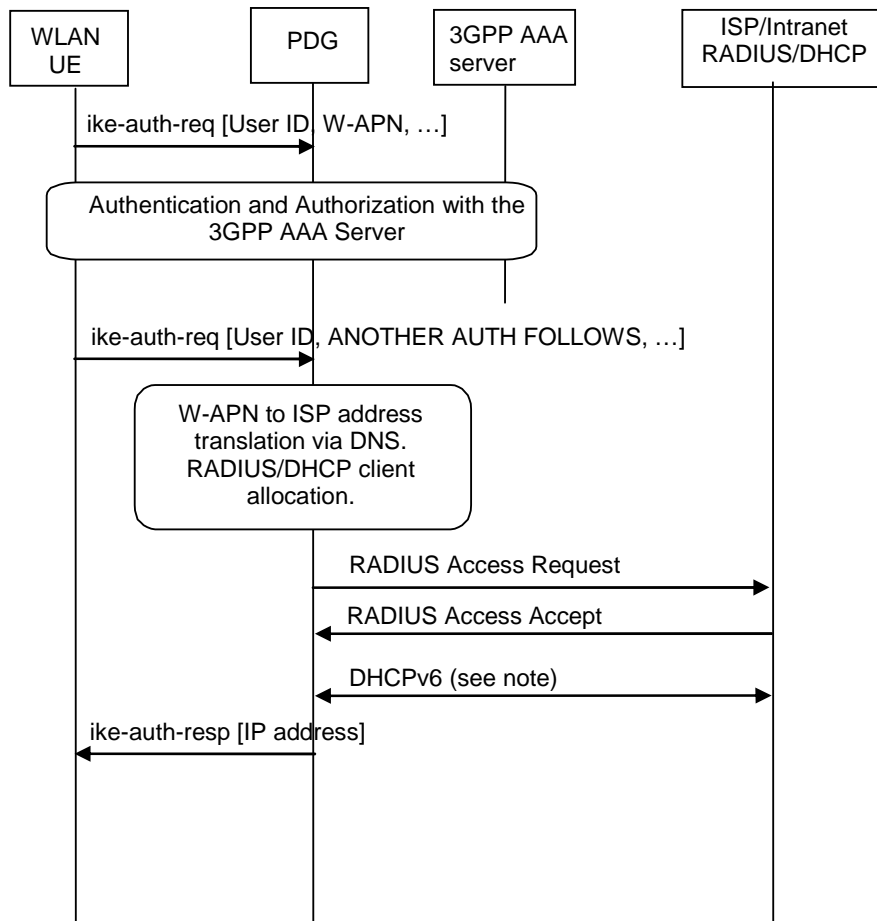 WLAN
UE
PDG
3GPP AAA
server
ISP/Intranet
RADIUS/DHCP
ike-auth-req [User ID, W-APN, …]
Authentication and Authorization with the
3GPP AAA Server
ike-auth-req [User ID, ANOTHER AUTH FOLLOWS, …]
W-APN to ISP address
translation via DNS.
RADIUS/DHCP client
allocation.
RADIUS Access Request
RADIUS Access Accept
DHCPv6 (see note)
ike-auth-resp [IP address]